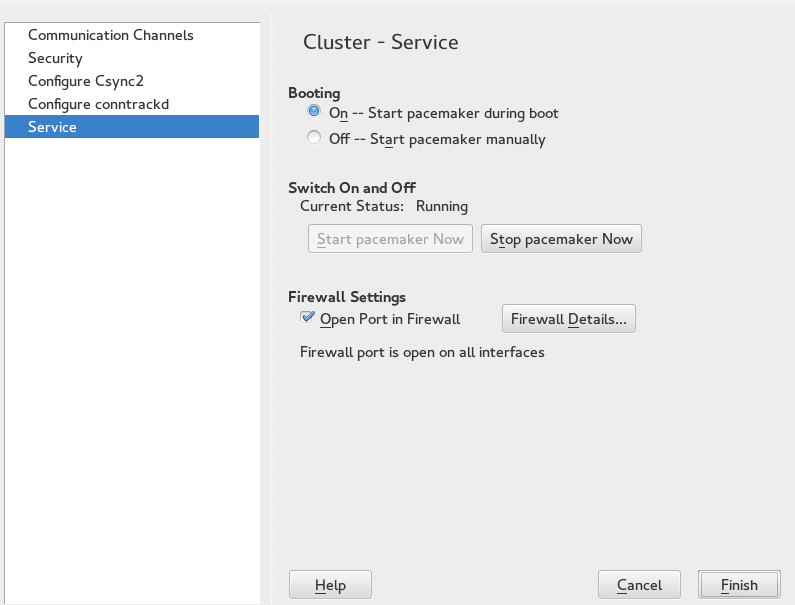 Communication Channels
Security
Configure Csync2
Configure conntrackd
Service
Cluster - Service
Booting
On -- Start pacemaker during boot
Off -- Start pacemaker manually
Switch On and Off
Current Status: Running
Start pacemaker Now Stop pacemaker Now
Firewall Settings
Open Port in Firewall Firewall Details...
Firewall port is open on all interfaces
Help Cancel Finish